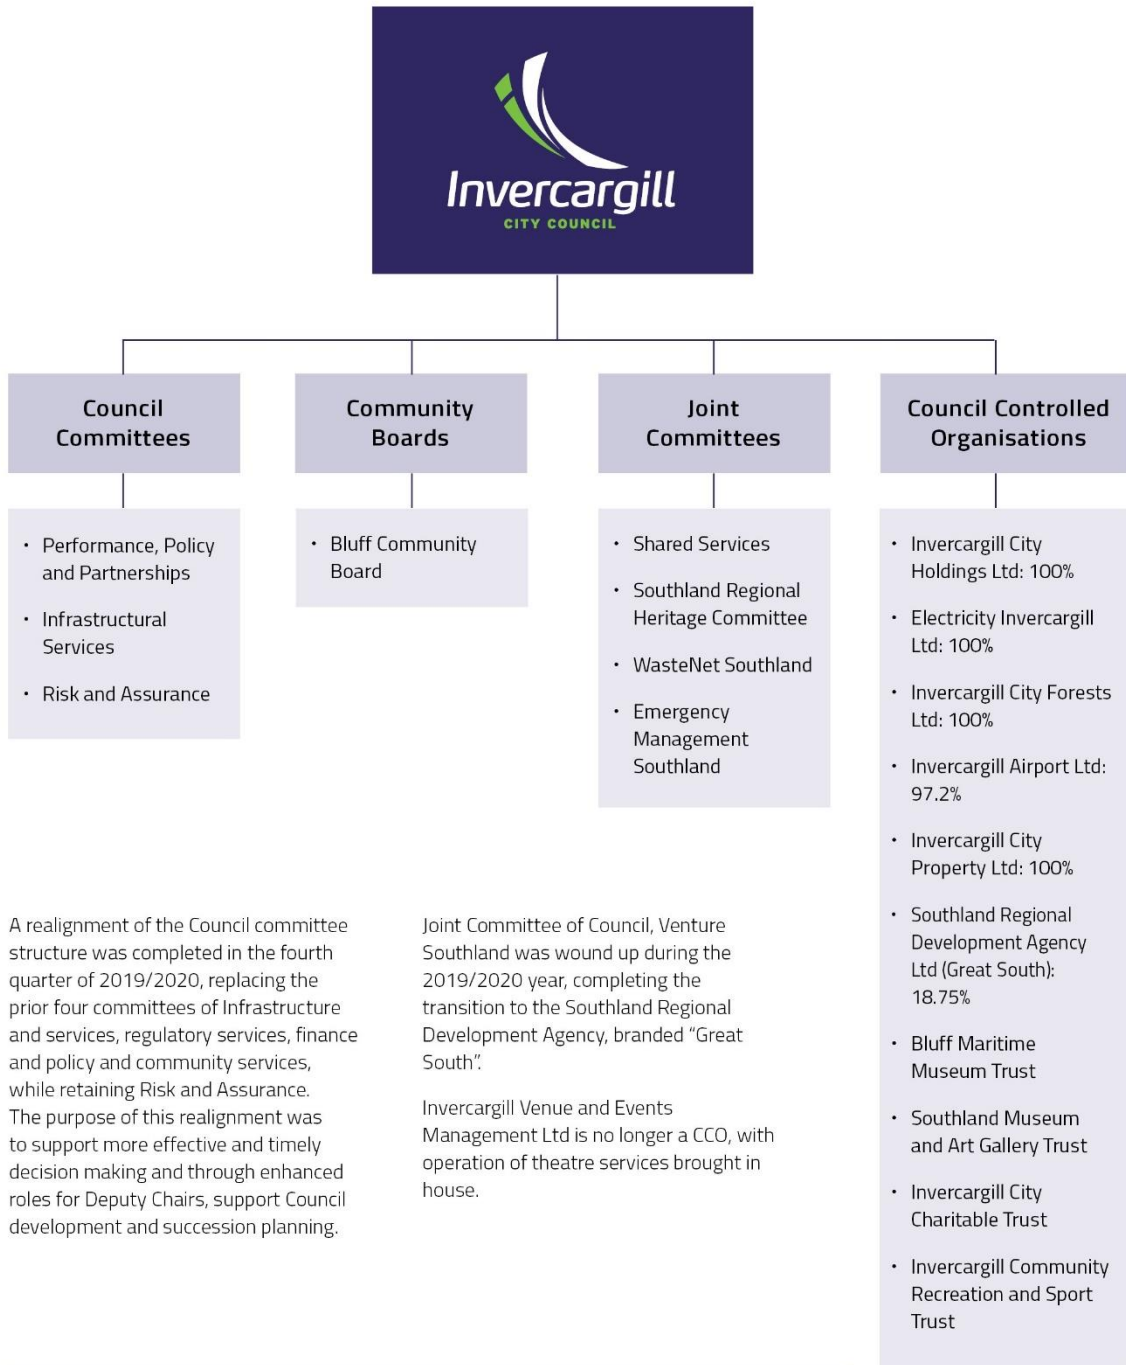 Invercargill
CITY COUNCIL
Council
Committees
Community
Boards
Joint
Committees
Council Controlled
Organisations
• Performance, Policy
and Partnerships
• Infrastructural
Services
• Risk and Assurance
• Bluff Community
Board
• Shared Services
• Southland Regional
Heritage Committee
• WasteNet Southland
• Emergency
Management
Southland
• Invercargill City
Holdings Ltd: 100%
• Electricity Invercargill
Ltd: 100%
• Invercargill City Forests
Ltd: 100%
• Invercargill Airport Ltd:
97.2%
• Invercargill City
Property Ltd: 100%
• Southland Regional
Development Agency
Ltd (Great South):
18.75%
• Bluff Maritime
Museum Trust
• Southland Museum
and Art Gallery Trust
• Invercargill City
Charitable Trust
• Invercargill Community
Recreation and Sport
Trust
A realignment of the Council committee
structure was completed in the fourth
quarter of 2019/2020, replacing the
prior four committees of Infrastructure
and services, regulatory services, finance
and policy and community services,
while retaining Risk and Assurance.
The purpose of this realignment was
to support more effective and timely
decision making and through enhanced
roles for Deputy Chairs, support Council
development and succession planning.
Joint Committee of Council, Venture
Southland was wound up during the
2019/2020 year, completing the
transition to the Southland Regional
Development Agency, branded “Great
South”.
Invercargill Venue and Events
Management Ltd is no longer a CCO, with
operation of theatre services brought in
house.